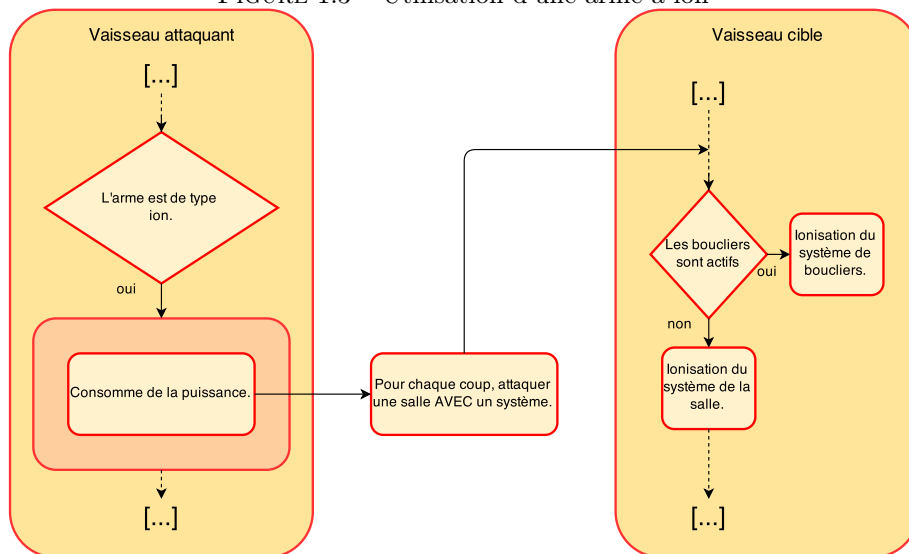 Vaisseau attaquant
[...]
L'arme est de type
ion.
oui
Consomme de la puissance.
[...]
Pour chaque coup, attaquer
une salle AVEC un système.
Vaisseau cible
[...]
Les boucliers
sont actifs
oui
Ionisation du
système de
boucliers.
non
Ionisation du
système de la
salle.
[...]